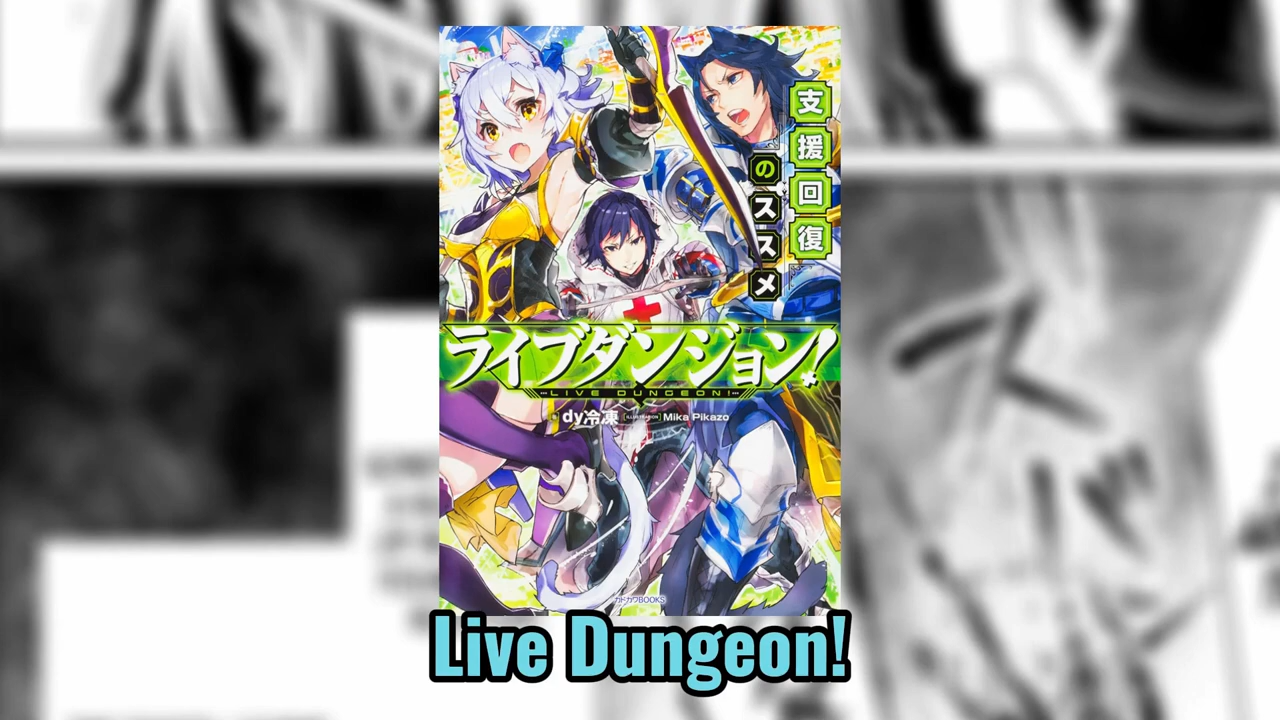 支援回復
のススメ
ライブダンジョン!
LIVE DUNGEON!
dy冷凍 [ILLUSTRATION] Mika Pikazo
カドカワBOOKS
Live Dungeon!